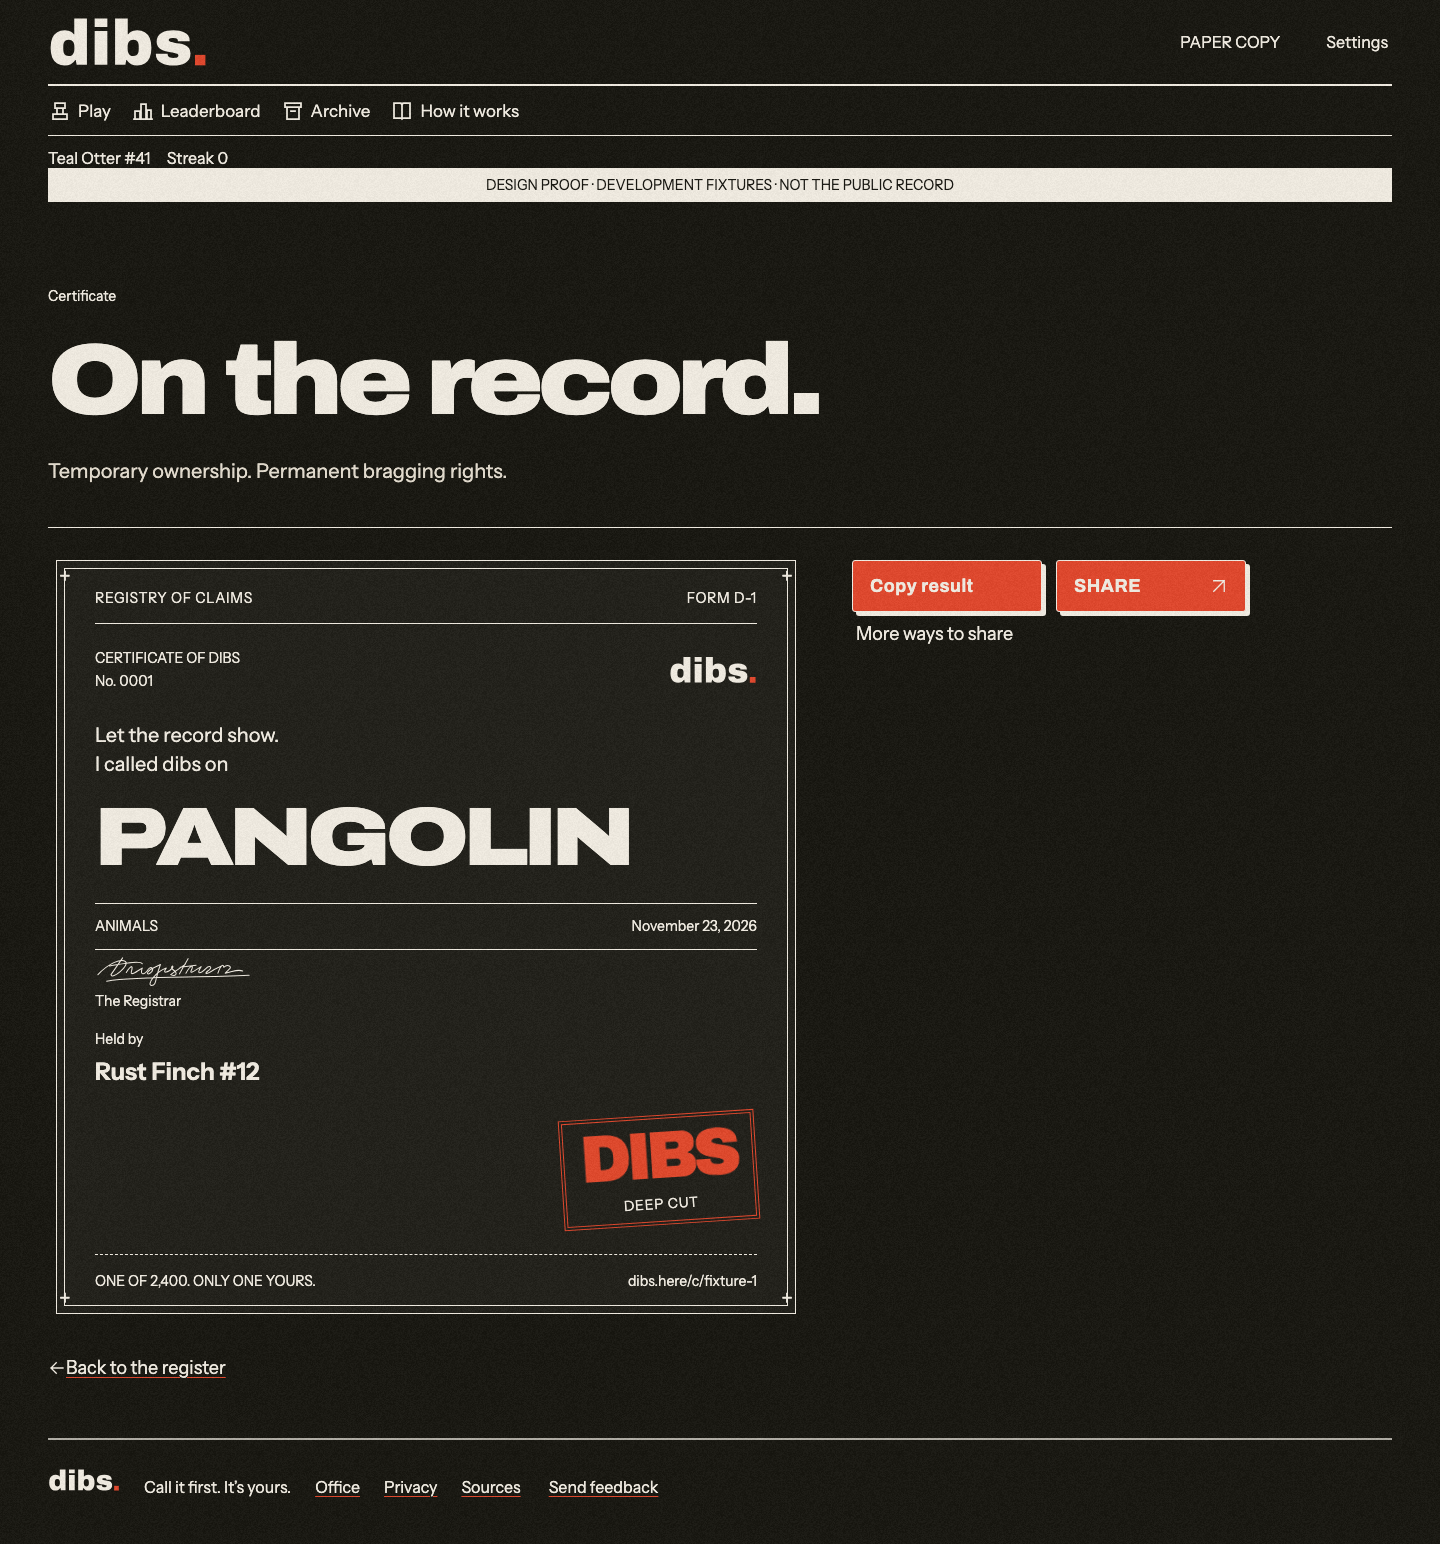 dibs.
PAPER COPY Settings
Play Leaderboard Archive How it works
Teal Otter #41 Streak 0
DESIGN PROOF · DEVELOPMENT FIXTURES · NOT THE PUBLIC RECORD
Certificate
On the record.
Temporary ownership. Permanent bragging rights.
REGISTRY OF CLAIMS FORM D-1
CERTIFICATE OF DIBS
No. 0001
dibs.
Let the record show.
I called dibs on
PANGOLIN
ANIMALS November 23, 2026
The Registrar
Held by
Rust Finch #12
DIBS
DEEP CUT
ONE OF 2,400. ONLY ONE YOURS. dibs.here/c/fixture-1
Copy result SHARE
More ways to share
Back to the register
dibs. Call it first. It's yours. Office Privacy Sources Send feedback